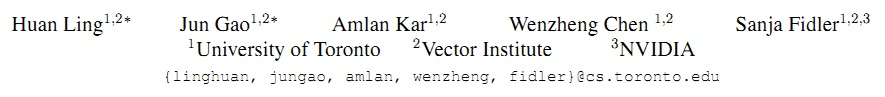 Huan Ling1,2* Jun Gao1,2* Amlan Kar1,2 Wenzheng Chen 1,2 Sanja Fidler1,2,3
1University of Toronto 2Vector Institute 3NVIDIA
{linghuan, jungao, amlan, wenzheng, fidler}@cs.toronto.edu